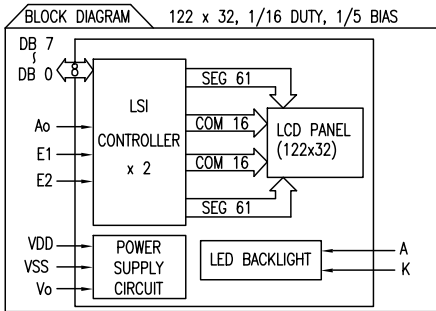 BLOCK DIAGRAM
122 x 32, 1/16 DUTY, 1/5 BIAS
DB 7
DB 0
8
LSI
CONTROLLER
x 2
SEG 61
COM 16
COM 16
SEG 61
LCD PANEL
(122x32)
Ao
E1
E2
VDD
VSS
Vo
POWER
SUPPLY
CIRCUIT
LED BACKLIGHT
A
K